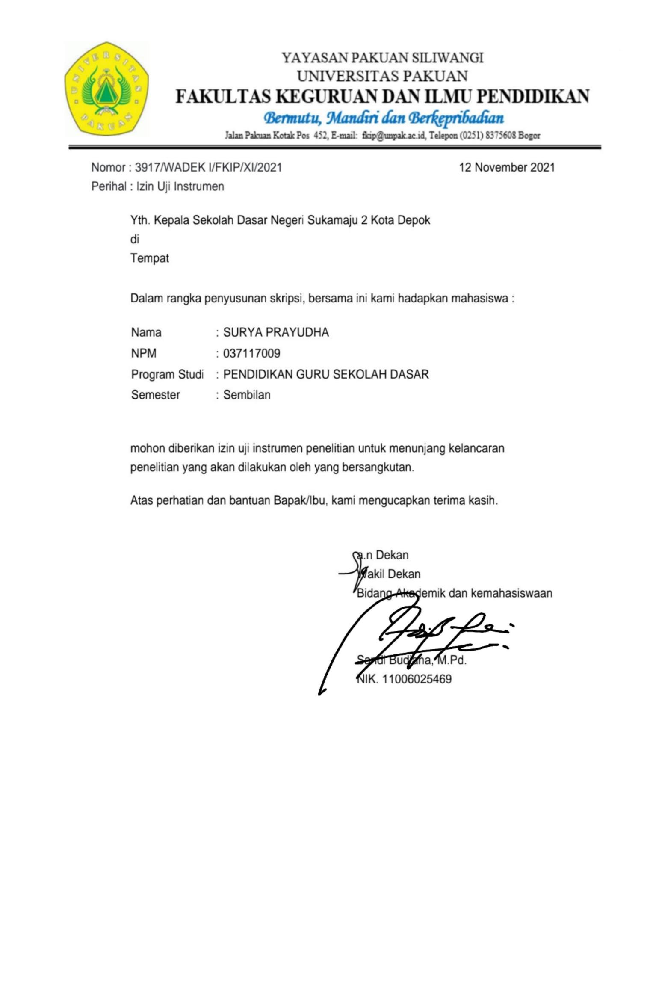 UNIVERSITAS
PAKUAN
YAYASAN PAKUAN SILIWANGI
UNIVERSITAS PAKUAN
FAKULTAS KEGURUAN DAN ILMU PENDIDIKAN
Bermutu, Mandiri dan Berkepribadian
Jalan Pakuan Kotak Pos 452, E-mail: fkip@unpak.ac.id, Telepon (0251) 8375608 Bogor
Nomor : 3917/WADEK I/FKIP/XI/2021 12 November 2021
Perihal : Izin Uji Instrumen
Yth. Kepala Sekolah Dasar Negeri Sukamaju 2 Kota Depok
di
Tempat
Dalam rangka penyusunan skripsi, bersama ini kami hadapkan mahasiswa :
Nama : SURYA PRAYUDHA
NPM : 037117009
Program Studi : PENDIDIKAN GURU SEKOLAH DASAR
Semester : Sembilan
mohon diberikan izin uji instrumen penelitian untuk menunjang kelancaran
penelitian yang akan dilakukan oleh yang bersangkutan.
Atas perhatian dan bantuan Bapak/Ibu, kami mengucapkan terima kasih.
a.n Dekan
Wakil Dekan
Bidang Akademik dan kemahasiswaan
Sandi Budiana, M.Pd.
NIK. 11006025469